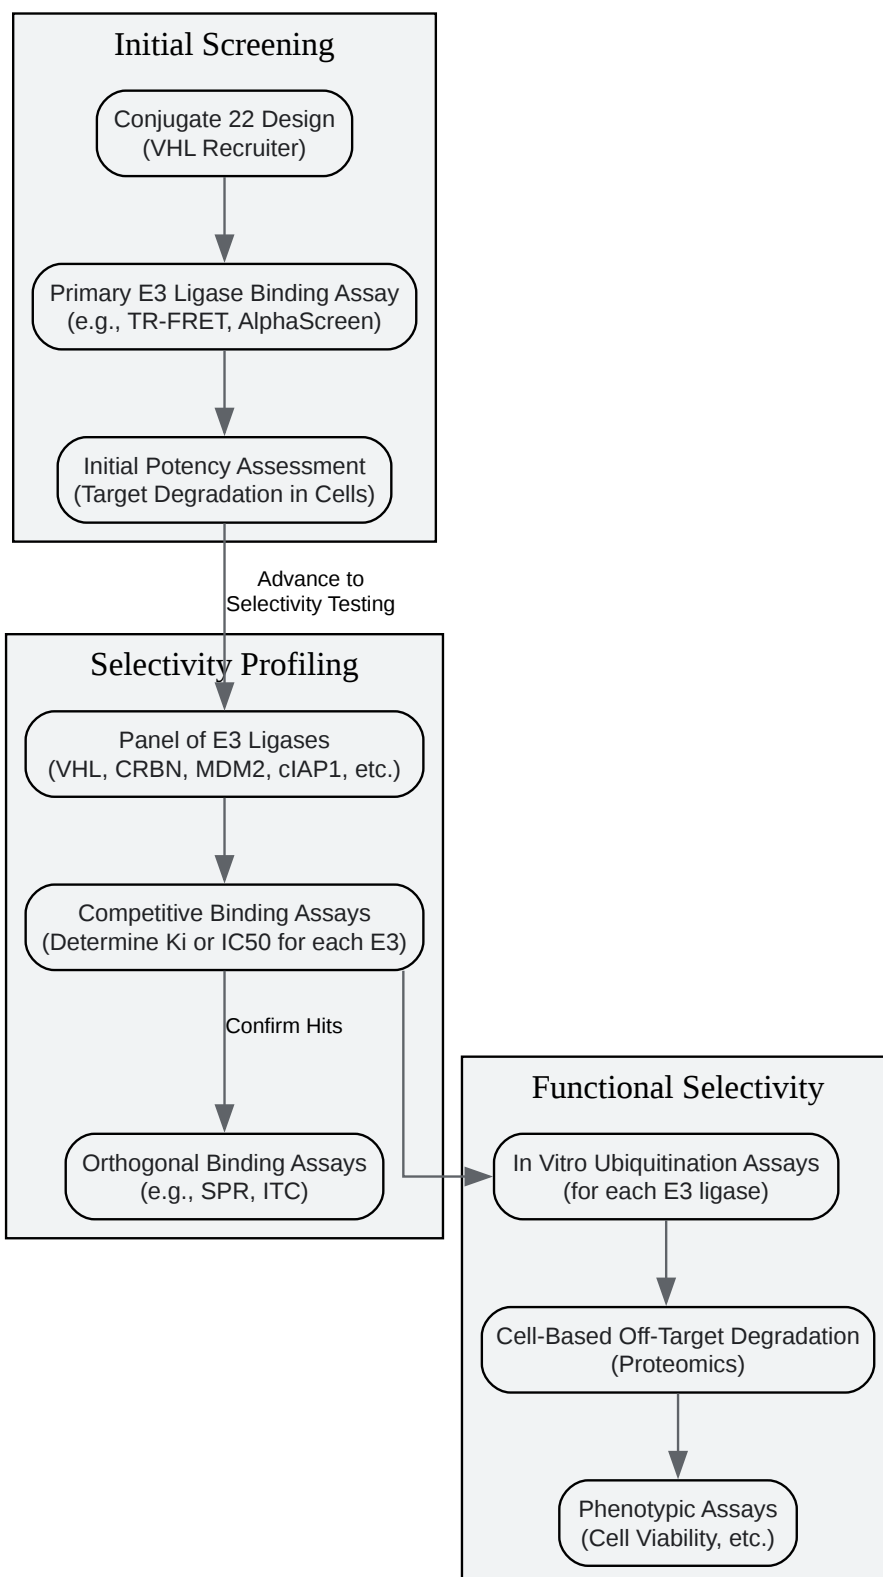 Initial Screening
Conjugate 22 Design
(VHL Recruiter)
Primary E3 Ligase Binding Assay
(e.g., TR-FRET, AlphaScreen)
Initial Potency Assessment
(Target Degradation in Cells)
Advance to
Selectivity Testing
Selectivity Profiling
Panel of E3 Ligases
(VHL, CRBN, MDM2, cIAP1, etc.)
Competitive Binding Assays
(Determine Ki or IC50 for each E3)
Confirm Hits
Orthogonal Binding Assays
(e.g., SPR, ITC)
Functional Selectivity
In Vitro Ubiquitination Assays
(for each E3 ligase)
Cell-Based Off-Target Degradation
(Proteomics)
Phenotypic Assays
(Cell Viability, etc.)